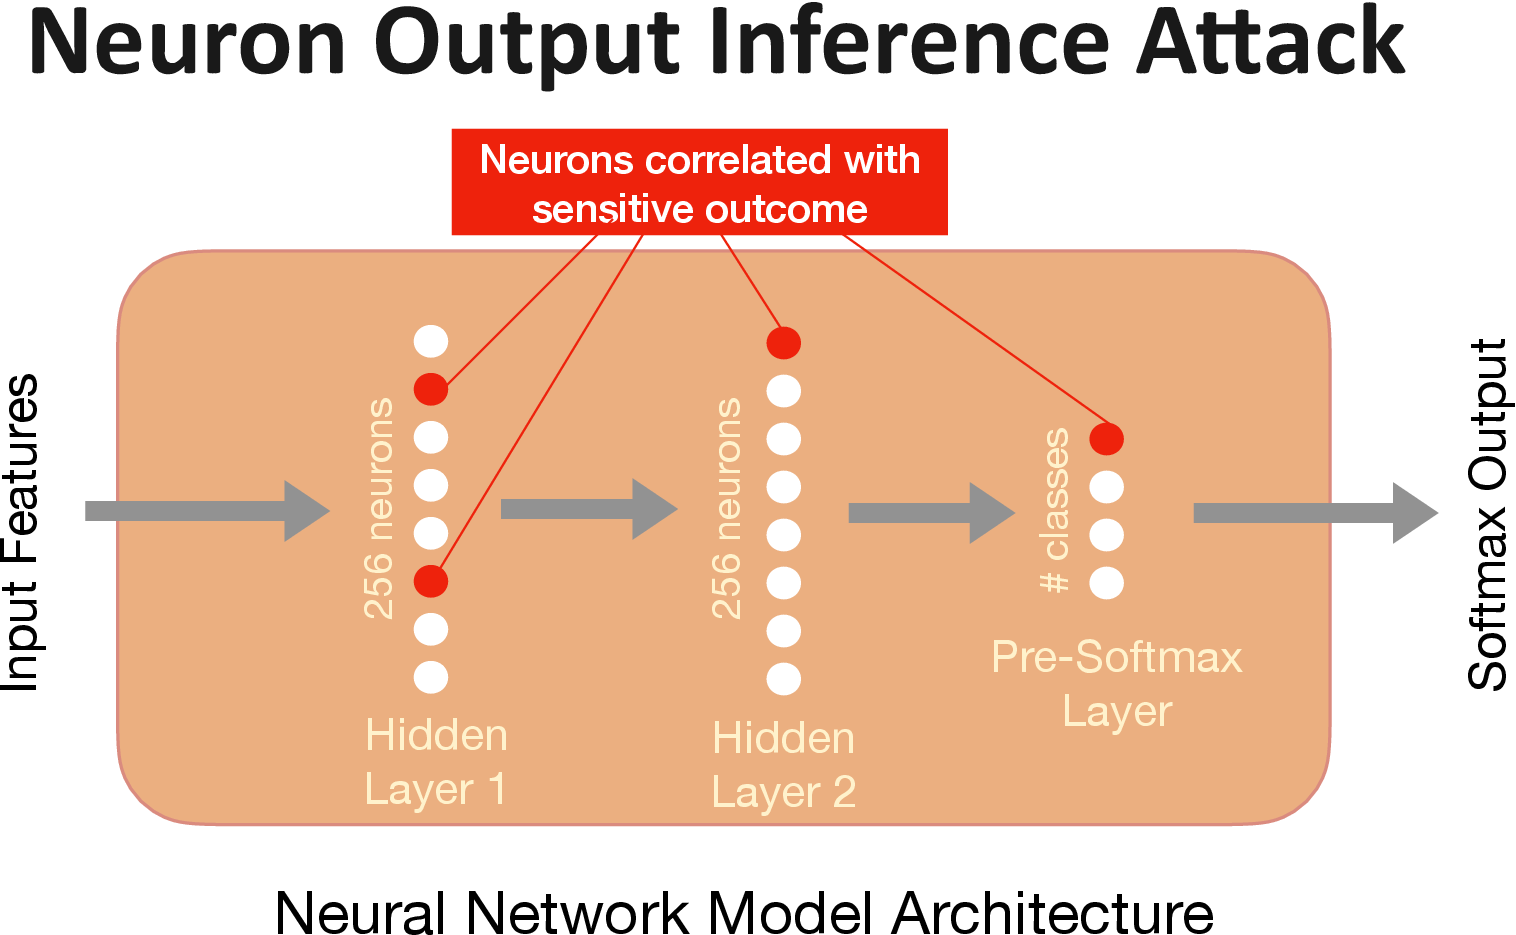 Neuron Output Inference Attack
Neurons correlated with
sensitive outcome
Input Features
256 neurons
Hidden
Layer 1
256 neurons
Hidden
Layer 2
# classes
Pre-Softmax
Layer
Softmax Output
Neural Network Model Architecture